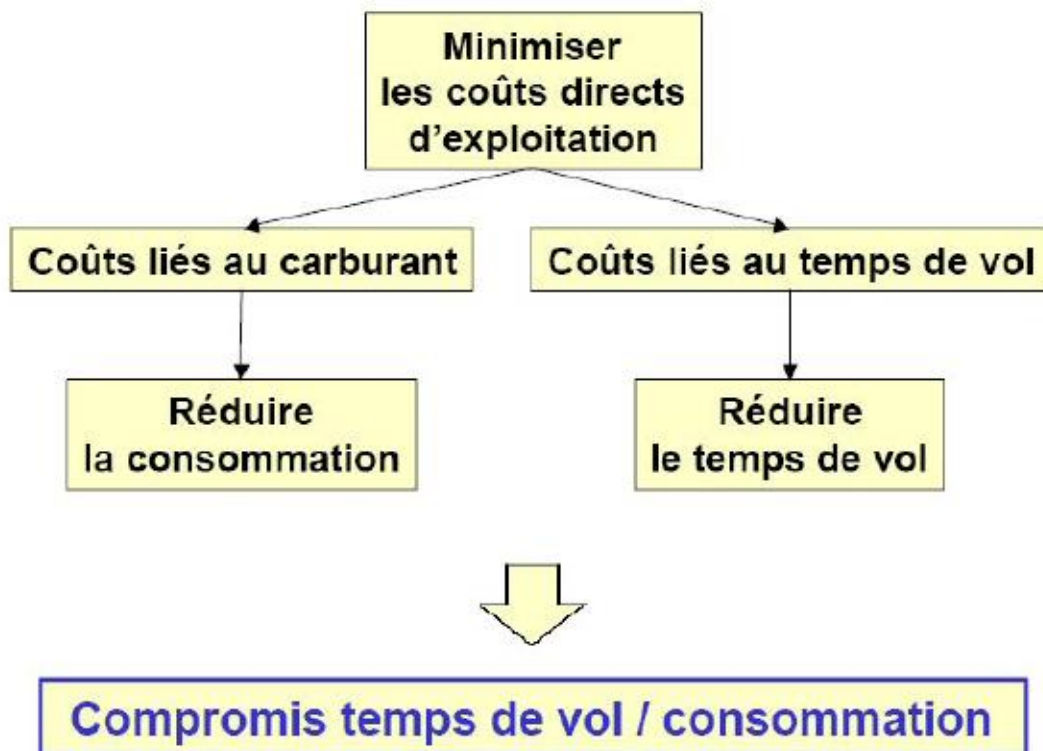 Minimiser
les coûts directs
d'exploitation
Coûts liés au carburant
Coûts liés au temps de vol
Réduire
la consommation
Réduire
le temps de vol
Compromis temps de vol / consommation